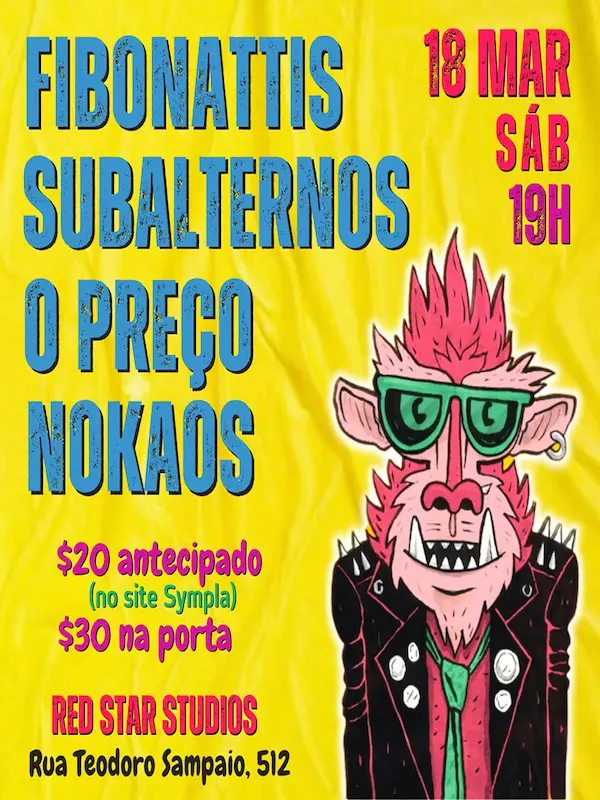 FIBONATTIS
SUBALTERNOS
O PREÇO
NOKAOS
18 MAR
SÁB
19H
$20 antecipado
(no site Sympla)
$30 na porta
RED STAR STUDIOS
Rua Teodoro Sampaio, 512